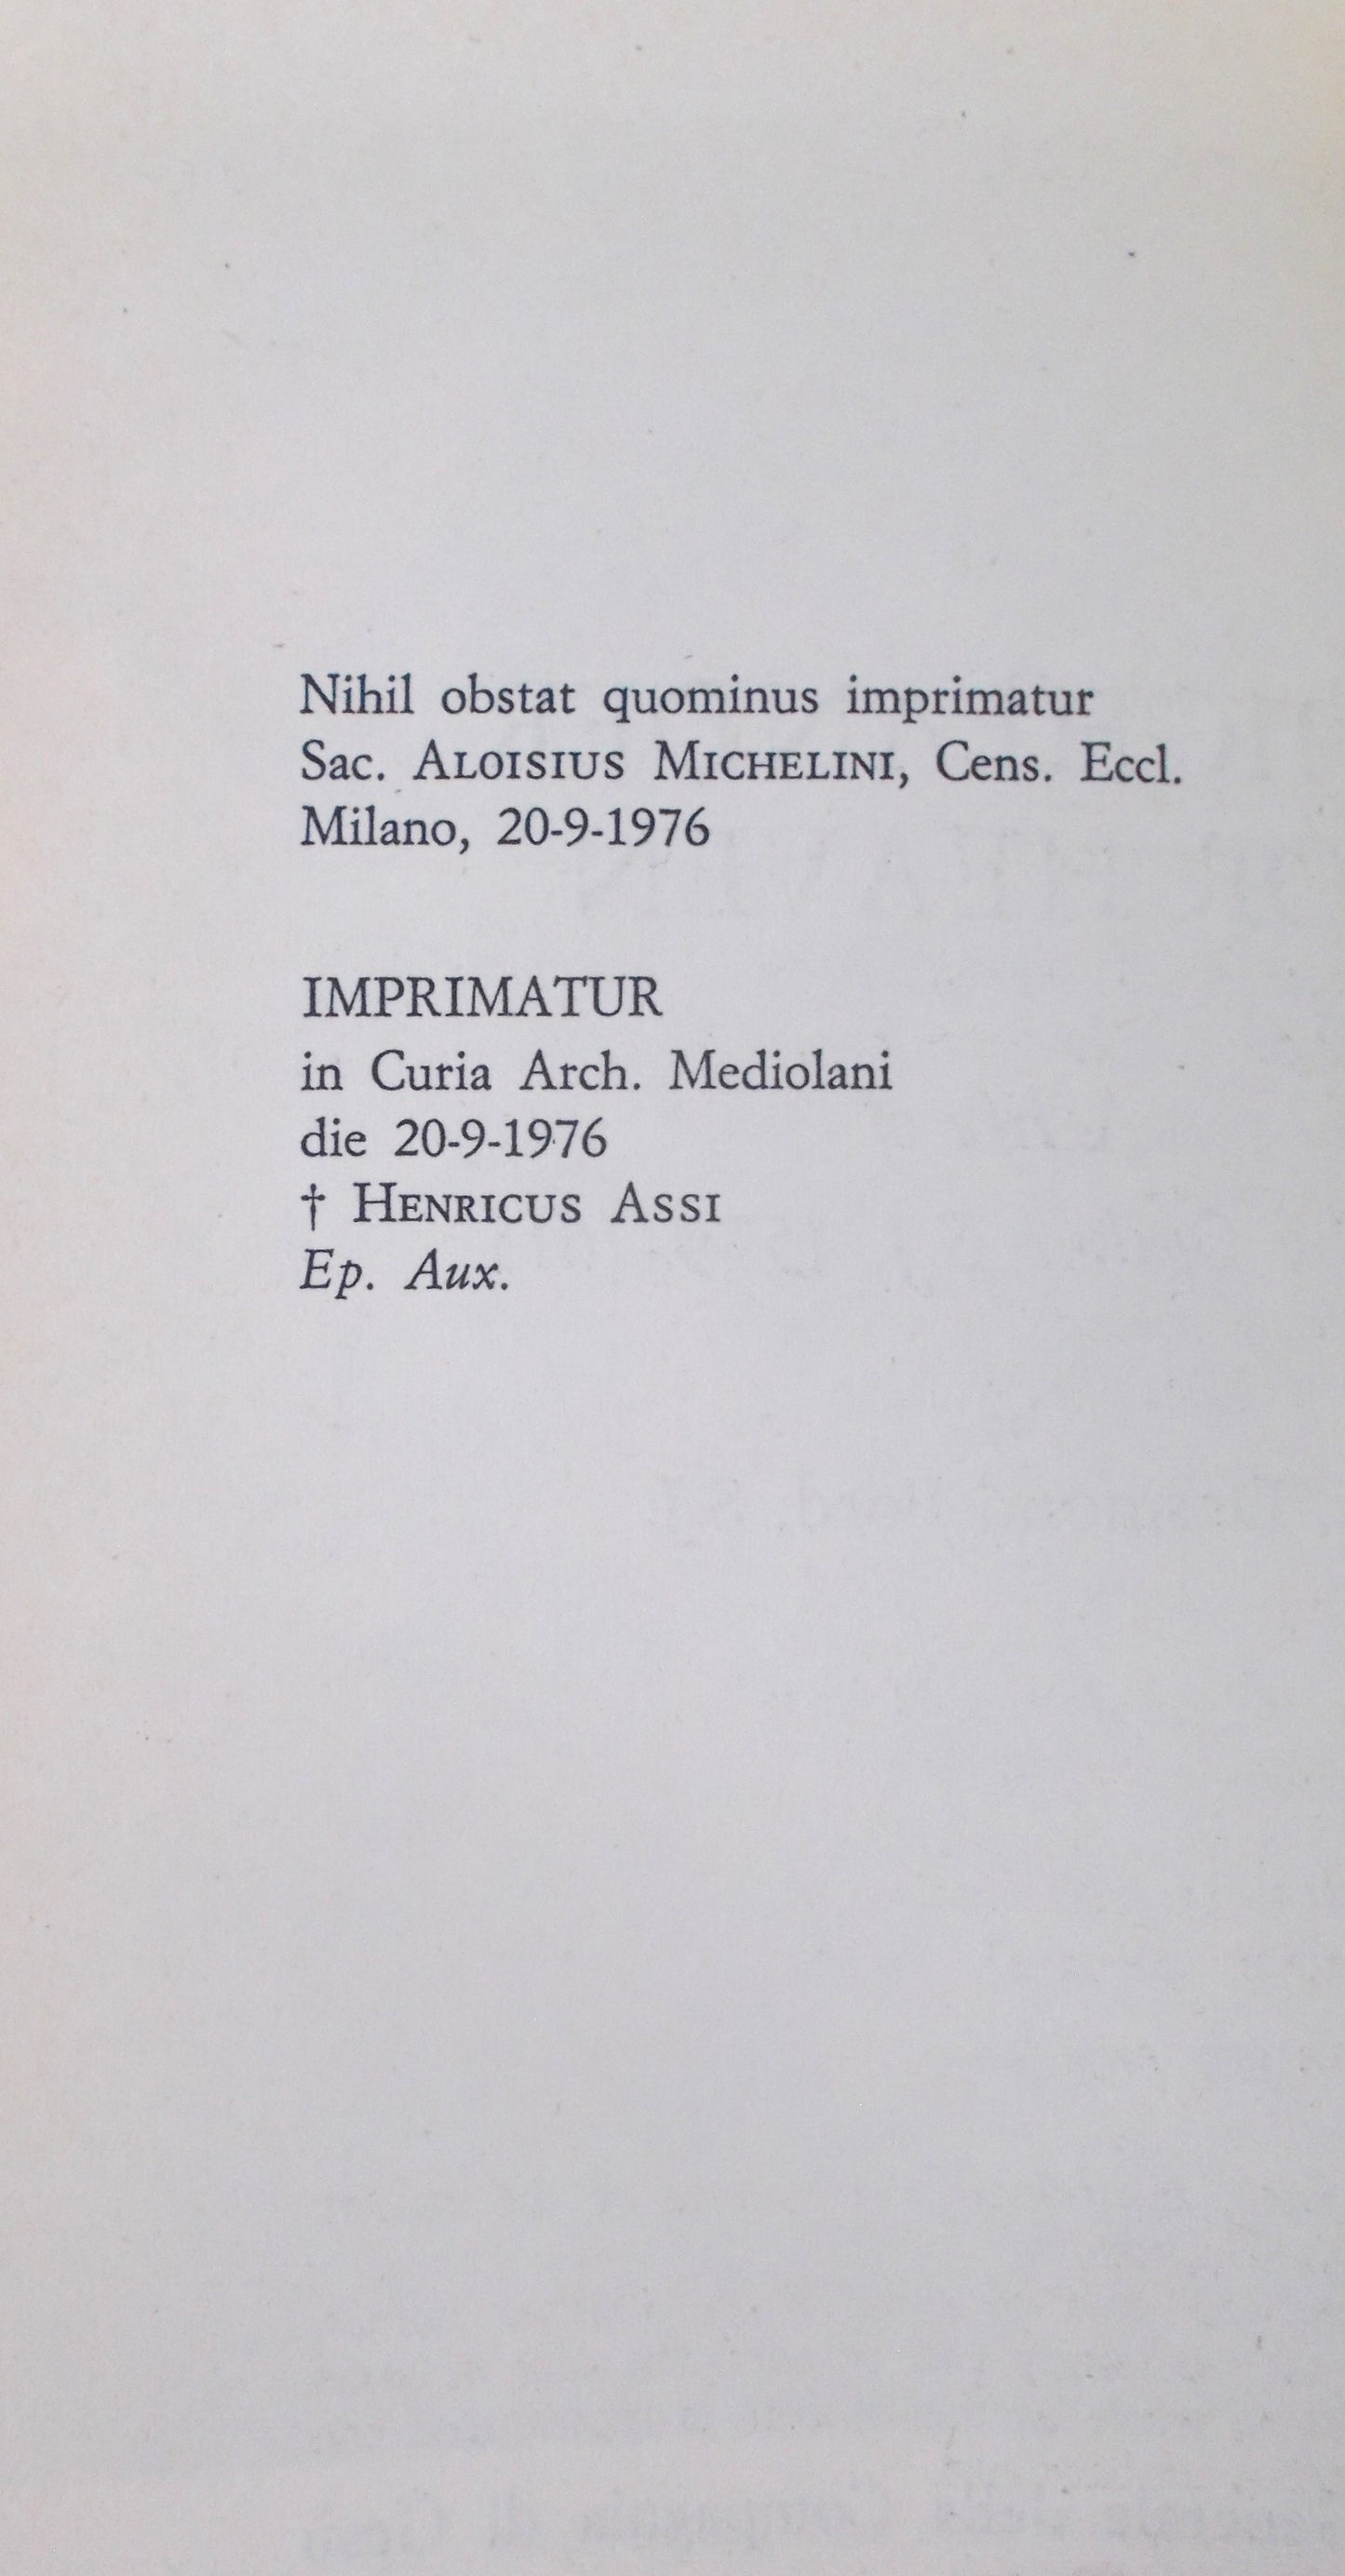 Nihil obstat quominus imprimatur
Sac. ALOISIUS MICHELINI, Cens. Eccl.
Milano, 20-9-1976
IMPRIMATUR
in Curia Arch. Mediolani
die 20-9-1976
† HENRICUS ASSI
Ep. Aux.